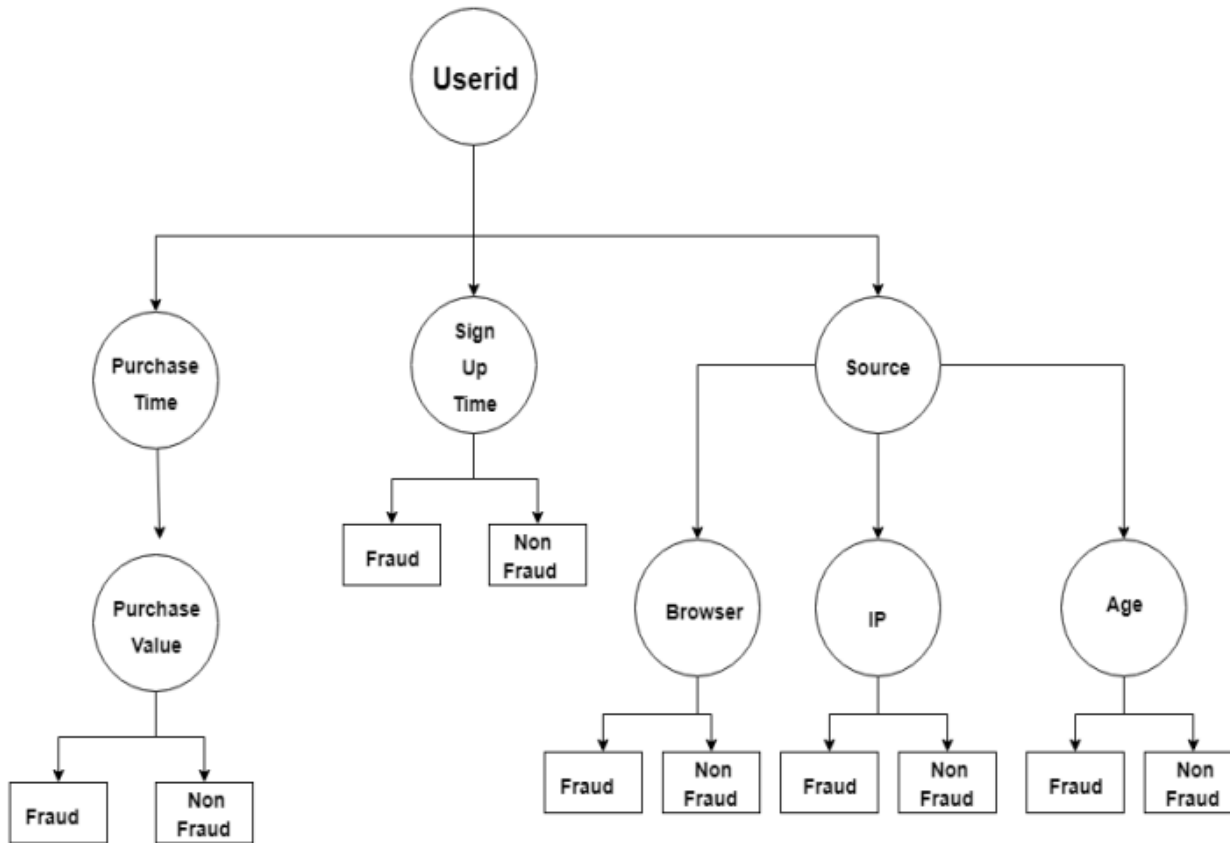 Userid
Purchase
Time
Sign
Up
Time
Source
Fraud
Non
Fraud
Purchase
Value
Browser
IP
Age
Fraud
Non
Fraud
Fraud
Non
Fraud
Fraud
Non
Fraud
Fraud
Non
Fraud